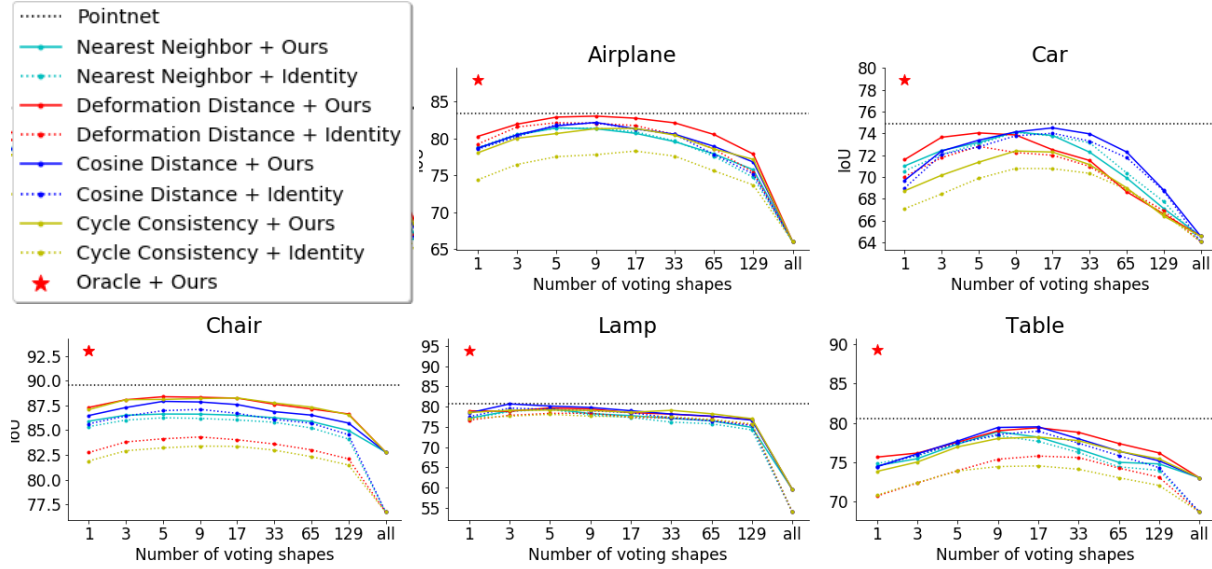 Pointnet
Nearest Neighbor + Ours
Nearest Neighbor + Identity
Deformation Distance + Ours
Deformation Distance + Identity
Cosine Distance + Ours
Cosine Distance + Identity
Cycle Consistency + Ours
Cycle Consistency + Identity
Oracle + Ours
Airplane
85
80
75
70
65
1 3 5 9 17 33 65 129 all
Number of voting shapes
Car
IoU
80
78
76
74
72
70
68
66
64
1 3 5 9 17 33 65 129 all
Number of voting shapes
Chair
IoU
92.5
90.0
87.5
85.0
82.5
80.0
77.5
1 3 5 9 17 33 65 129 all
Number of voting shapes
Lamp
95
90
85
80
75
70
65
60
55
1 3 5 9 17 33 65 129 all
Number of voting shapes
Table
90
85
80
75
70
1 3 5 9 17 33 65 129 all
Number of voting shapes